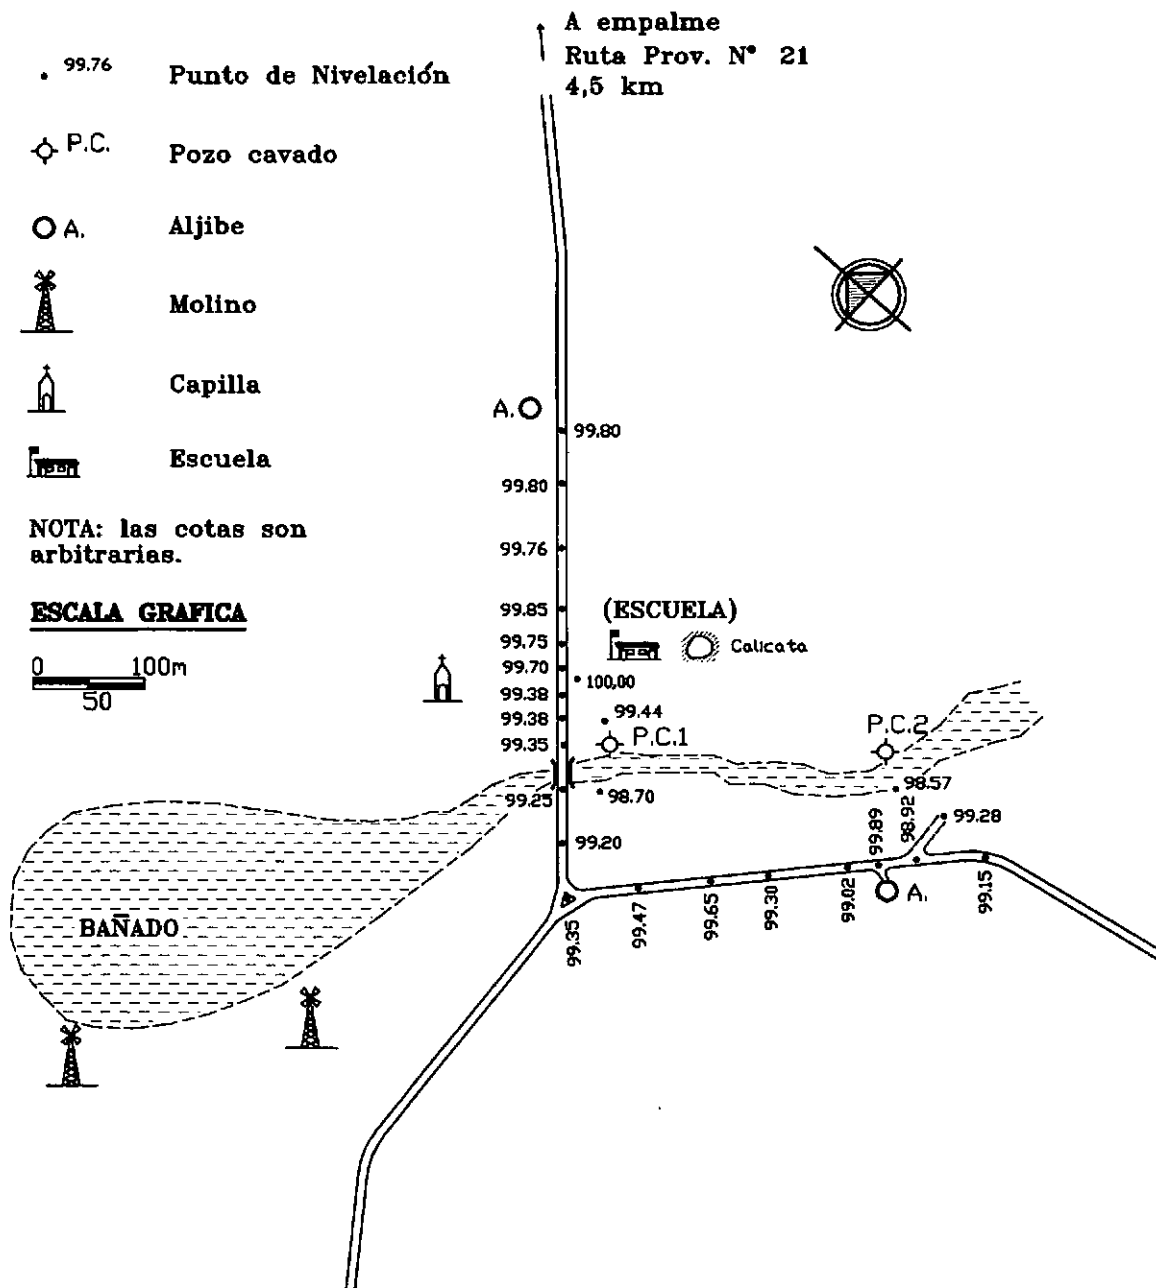 A empalme
Ruta Prov. N° 21
4,5 km
99.76
Punto de Nivelación
P.C.
Pozo cavado
A.
Aljibe
Molino
Capilla
Escuela
NOTA: las cotas son
arbitrarias.
ESCALA GRAFICA
0 100m
50
A.
99.80
99.80
99.76
99.85
(ESCUELA)
99.75
Calicata
99.70
100,00
99.38
99.38
99.44
99.35
P.C.1
P.C.2
99.25
98.70
98.57
99.20
99.89
98.92
99.28
BAÑADO
99.35
99.47
99.65
99.30
99.02
A.
99.15